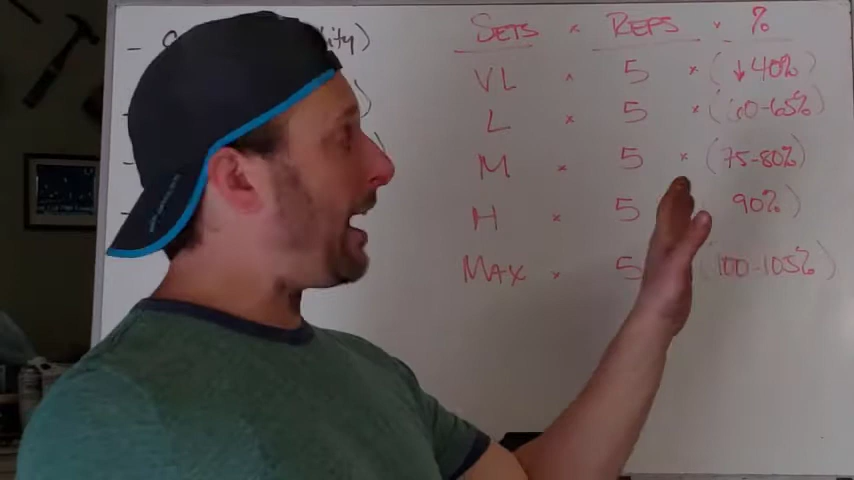 SETS × REPS × %
VL × 5 × (↓40%)
L × 5 × (60-65%)
M × 5 × (75-80%)
H × 5 90%)
MAX × 5 (100-105%)